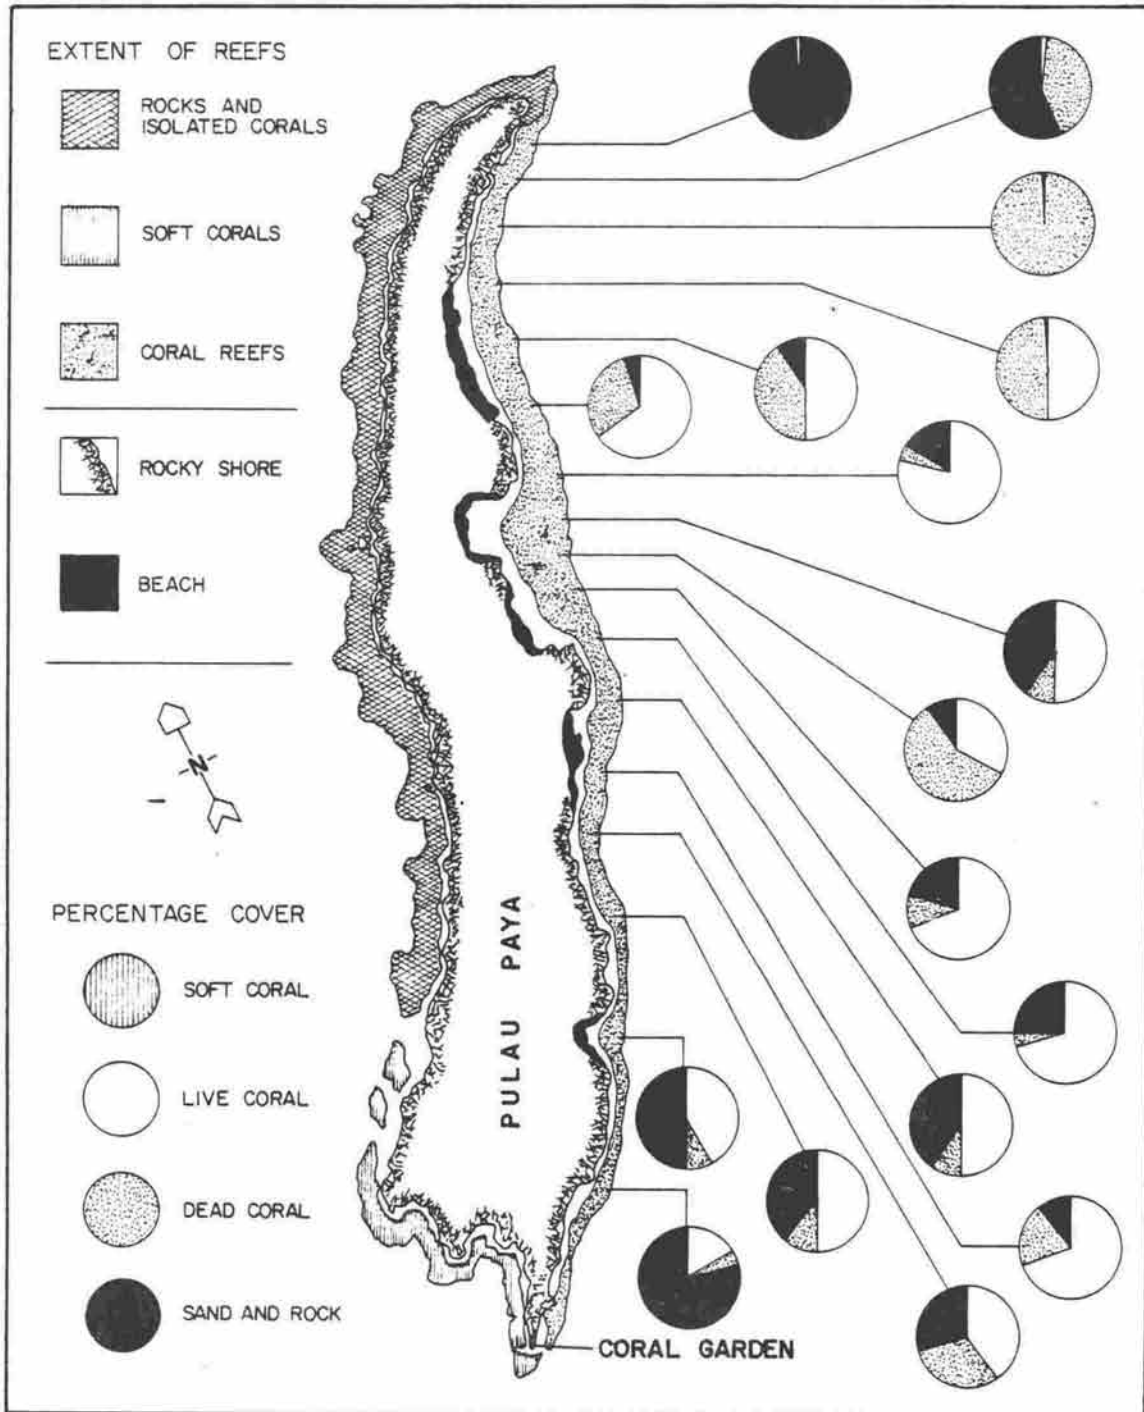 EXTENT OF REEFS
ROCKS AND
ISOLATED CORALS
SOFT CORALS
CORAL REEFS
ROCKY SHORE
BEACH
N
PERCENTAGE COVER
SOFT CORAL
LIVE CORAL
DEAD CORAL
SAND AND ROCK
PULAU PAYA
CORAL GARDEN